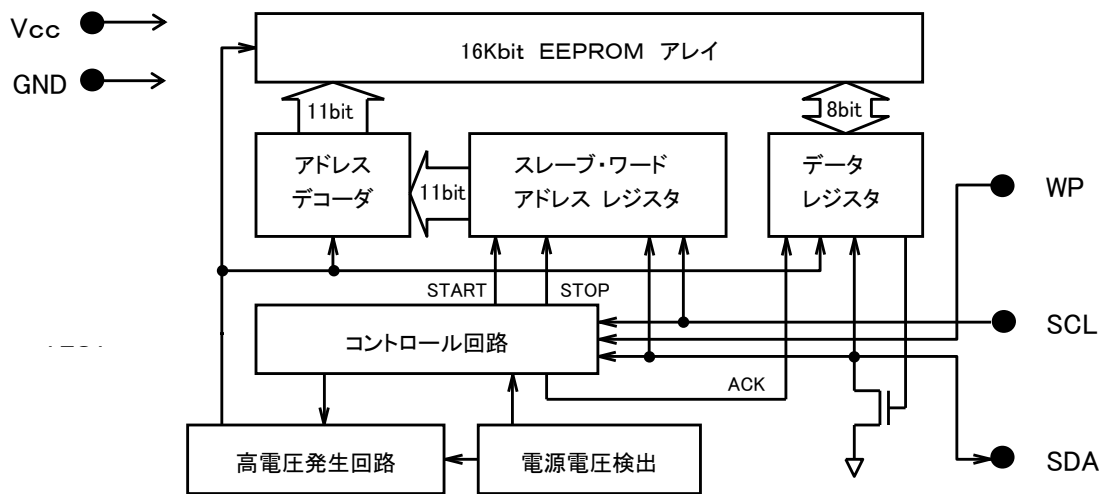 Vcc
GND
16Kbit EEPROM アレイ
11bit
8bit
アドレス
デコーダ
11bit
スレーブ・ワード
アドレス レジスタ
データ
レジスタ
WP
START
STOP
SCL
コントロール回路
ACK
高電圧発生回路
電源電圧検出
SDA